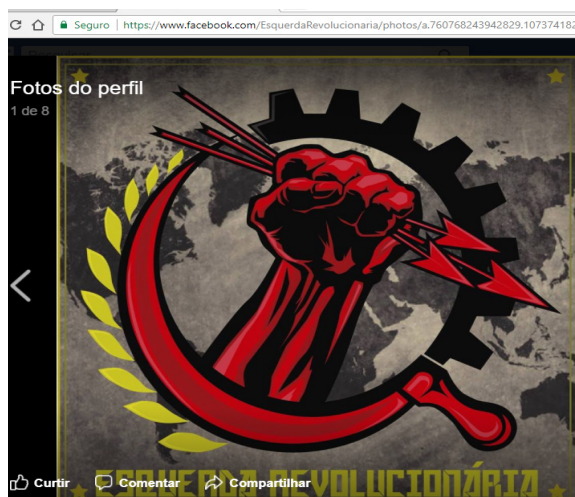 Seguro | https://www.facebook.com/EsquerdaRevolucionaria/photos/a.760768243942829.107374182
Fotos do perfil
1 de 8
ESQUERDA REVOLUCIONÁRIA
Curtir Comentar Compartilhar